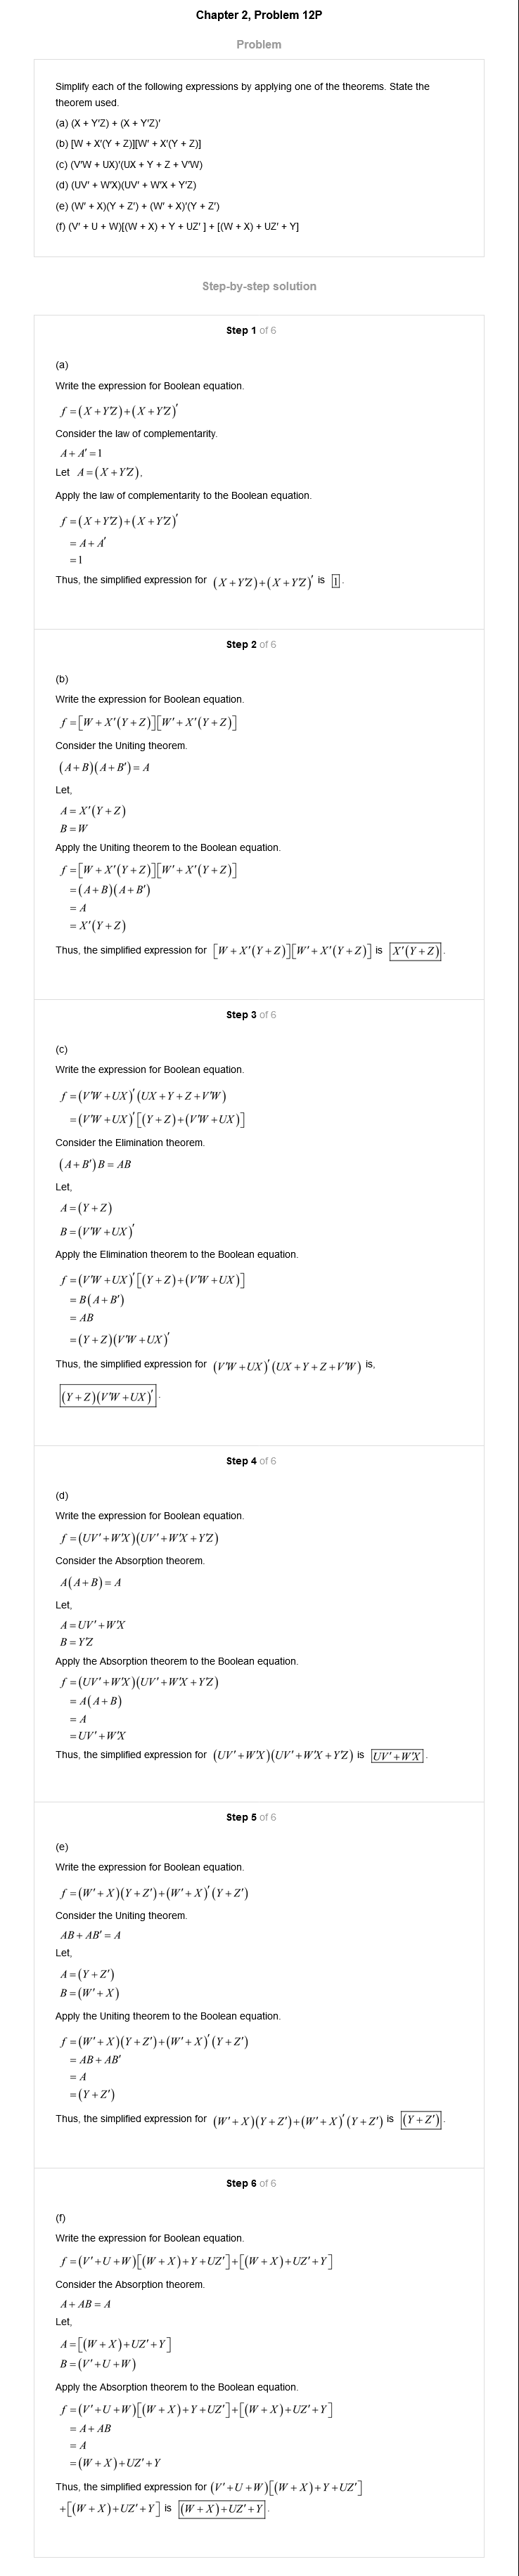 Chapter 2, Problem 12P
Problem
Simplify each of the following expressions by applying one of the theorems. State the
theorem used.
(a) (X + Y'Z) + (X + Y'Z)'
(b) [W + X'(Y + Z)][W' + X'(Y + Z)]
(c) (V'W + UX)'(UX + Y + Z + V'W)
(d) (UV' + W'X)(UV' + W'X + Y'Z)
(e) (W' + X)(Y + Z') + (W' + X)'(Y + Z')
(f) (V' + U + W)[(W + X) + Y + UZ' ] + [(W + X) + UZ' + Y]
Step-by-step solution
Step 1 of 6
(a)
Write the expression for Boolean equation.
f = (X + Y'Z) + (X + Y'Z)'
Consider the law of complementarity.
A + A' = 1
Let A = (X + Y'Z).
Apply the law of complementarity to the Boolean equation.
f = (X + Y'Z) + (X + Y'Z)'
= A + A'
= 1
Thus, the simplified expression for (X + Y'Z) + (X + Y'Z)' is 1.
Step 2 of 6
(b)
Write the expression for Boolean equation.
f = [W + X'(Y + Z)][W' + X'(Y + Z)]
Consider the Uniting theorem.
(A + B)(A + B') = A
Let,
A = X'(Y + Z)
B = W
Apply the Uniting theorem to the Boolean equation.
f = [W + X'(Y + Z)][W' + X'(Y + Z)]
= (A + B)(A + B')
= A
= X'(Y + Z)
Thus, the simplified expression for [W + X'(Y + Z)][W' + X'(Y + Z)] is X'(Y + Z).
Step 3 of 6
(c)
Write the expression for Boolean equation.
f = (V'W + UX)'(UX + Y + Z + V'W)
= (V'W + UX)'[(Y + Z) + (V'W + UX)]
Consider the Elimination theorem.
(A + B')B = AB
Let,
A = (Y + Z)
B = (V'W + UX)'
Apply the Elimination theorem to the Boolean equation.
f = (V'W + UX)'[(Y + Z) + (V'W + UX)]
= B(A + B')
= AB
= (Y + Z)(V'W + UX)'
Thus, the simplified expression for (V'W + UX)'(UX + Y + Z + V'W) is,
(Y + Z)(V'W + UX)'.
Step 4 of 6
(d)
Write the expression for Boolean equation.
f = (UV' + W'X)(UV' + W'X + Y'Z)
Consider the Absorption theorem.
A(A + B) = A
Let,
A = UV' + W'X
B = Y'Z
Apply the Absorption theorem to the Boolean equation.
f = (UV' + W'X)(UV' + W'X + Y'Z)
= A(A + B)
= A
= UV' + W'X
Thus, the simplified expression for (UV' + W'X)(UV' + W'X + Y'Z) is UV' + W'X.
Step 5 of 6
(e)
Write the expression for Boolean equation.
f = (W' + X)(Y + Z') + (W' + X)'(Y + Z')
Consider the Uniting theorem.
AB + AB' = A
Let,
A = (Y + Z')
B = (W' + X)
Apply the Uniting theorem to the Boolean equation.
f = (W' + X)(Y + Z') + (W' + X)'(Y + Z')
= AB + AB'
= A
= (Y + Z')
Thus, the simplified expression for (W' + X)(Y + Z') + (W' + X)'(Y + Z') is (Y + Z').
Step 6 of 6
(f)
Write the expression for Boolean equation.
f = (V' + U + W)[(W + X) + Y + UZ'] + [(W + X) + UZ' + Y]
Consider the Absorption theorem.
A + AB = A
Let,
A = [(W + X) + UZ' + Y]
B = (V' + U + W)
Apply the Absorption theorem to the Boolean equation.
f = (V' + U + W)[(W + X) + Y + UZ'] + [(W + X) + UZ' + Y]
= A + AB
= A
= (W + X) + UZ' + Y
Thus, the simplified expression for (V' + U + W)[(W + X) + Y + UZ']
+ [(W + X) + UZ' + Y] is (W + X) + UZ' + Y.